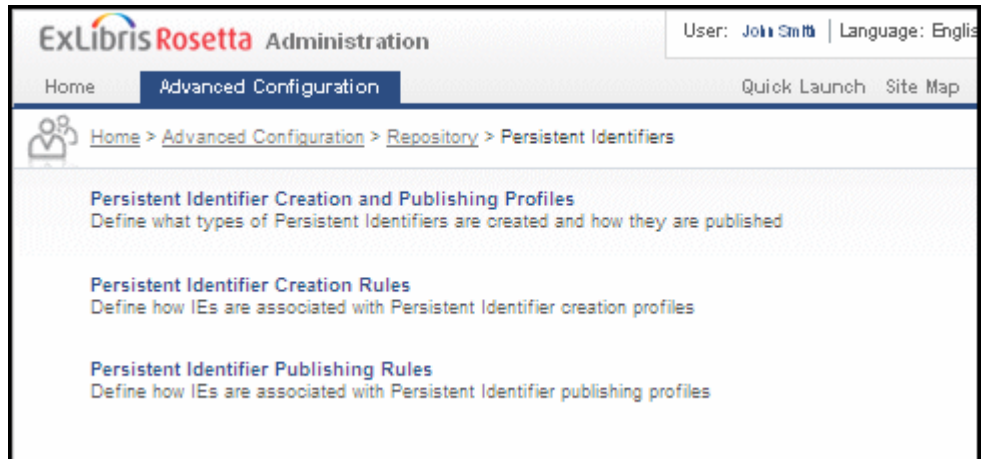 ExLibris Rosetta Administration
User: John Smith | Language: Englis
Home Advanced Configuration Quick Launch Site Map
Home > Advanced Configuration > Repository > Persistent Identifiers
Persistent Identifier Creation and Publishing Profiles
Define what types of Persistent Identifiers are created and how they are published
Persistent Identifier Creation Rules
Define how IEs are associated with Persistent Identifier creation profiles
Persistent Identifier Publishing Rules
Define how IEs are associated with Persistent Identifier publishing profiles